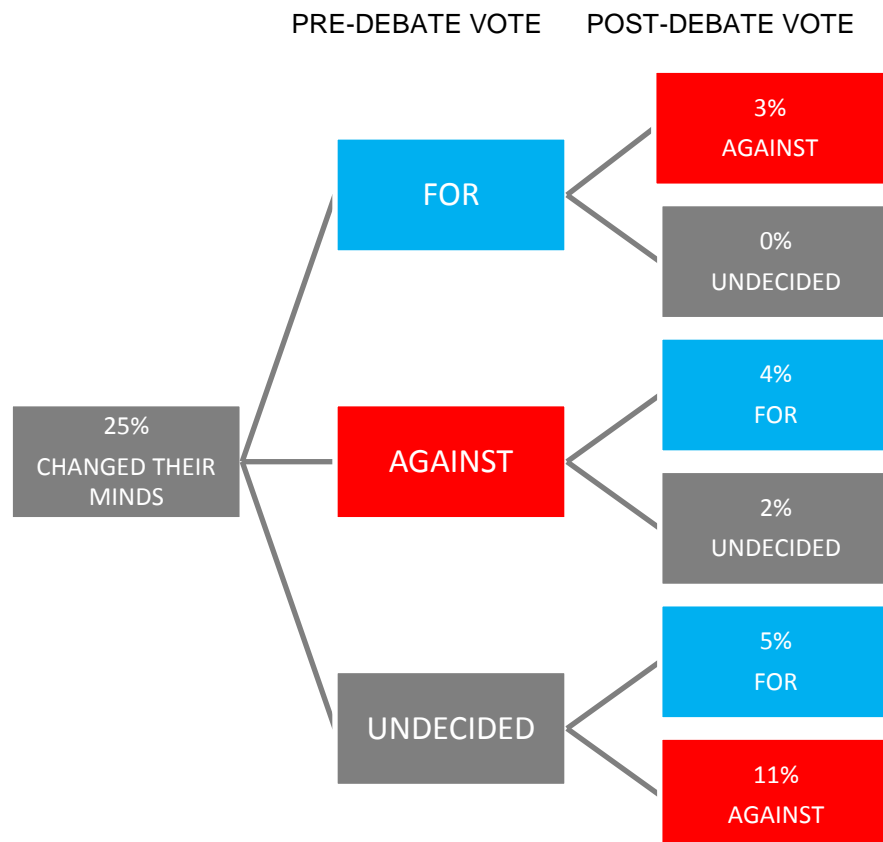 PRE-DEBATE VOTE
POST-DEBATE VOTE
3%
AGAINST
FOR
0%
UNDECIDED
4%
FOR
25%
CHANGED THEIR
MINDS
AGAINST
2%
UNDECIDED
5%
FOR
UNDECIDED
11%
AGAINST